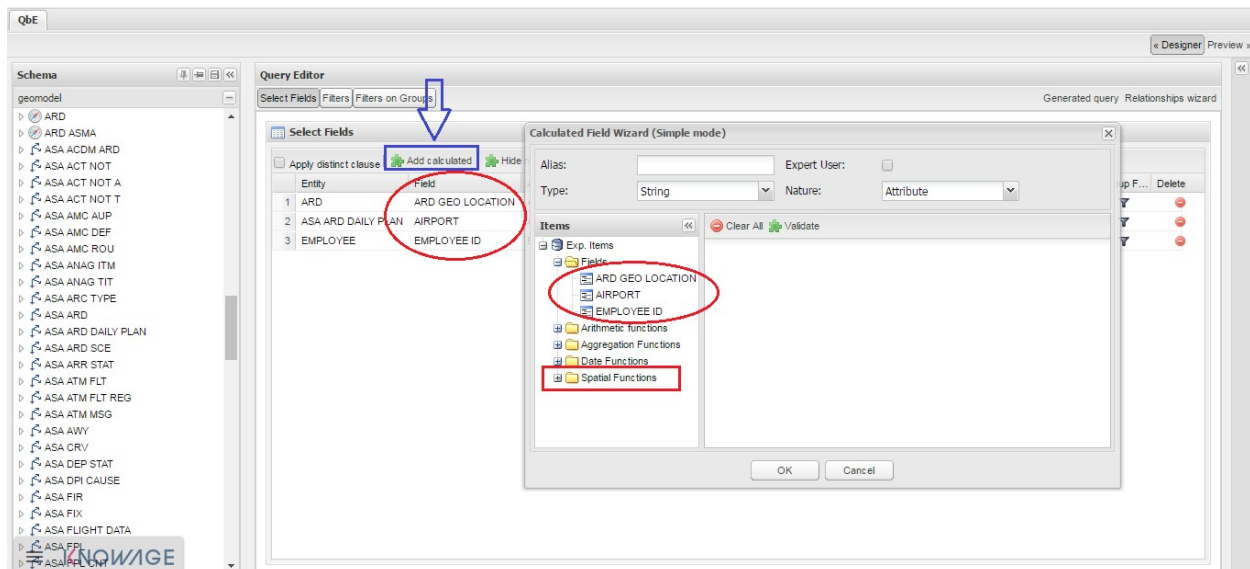 QbE
« Designer Preview »
Schema
geomodel
ARD
ARD ASMA
ASA ACDM ARD
ASA ACT NOT
ASA ACT NOT A
ASA ACT NOT T
ASA AMC AUP
ASA AMC DEF
ASA AMC ROU
ASA ANAG ITM
ASA ANAG TIT
ASA ARC TYPE
ASA ARD
ASA ARD DAILY PLAN
ASA ARD SCE
ASA ARR STAT
ASA ATM FLT
ASA ATM FLT REG
ASA ATM MSG
ASA AWY
ASA CRV
ASA DEP STAT
ASA DPI CAUSE
ASA FIR
ASA FIX
ASA FLIGHT DATA
ASA FPL
ASA FPL CNT
KNOWAGE
Query Editor
Select Fields Filters Filters on Groups
Generated query Relationships wizard
Select Fields
Apply distinct clause Add calculated Hide
Entity Field up F... Delete
1 ARD ARD GEO LOCATION
2 ASA ARD DAILY PLAN AIRPORT
3 EMPLOYEE EMPLOYEE ID
Calculated Field Wizard (Simple mode)
Alias: Expert User:
Type: String Nature: Attribute
Items
Clear All Validate
Exp. Items
Fields
ARD GEO LOCATION
AIRPORT
EMPLOYEE ID
Arithmetic functions
Aggregation Functions
Date Functions
Spatial Functions
OK Cancel